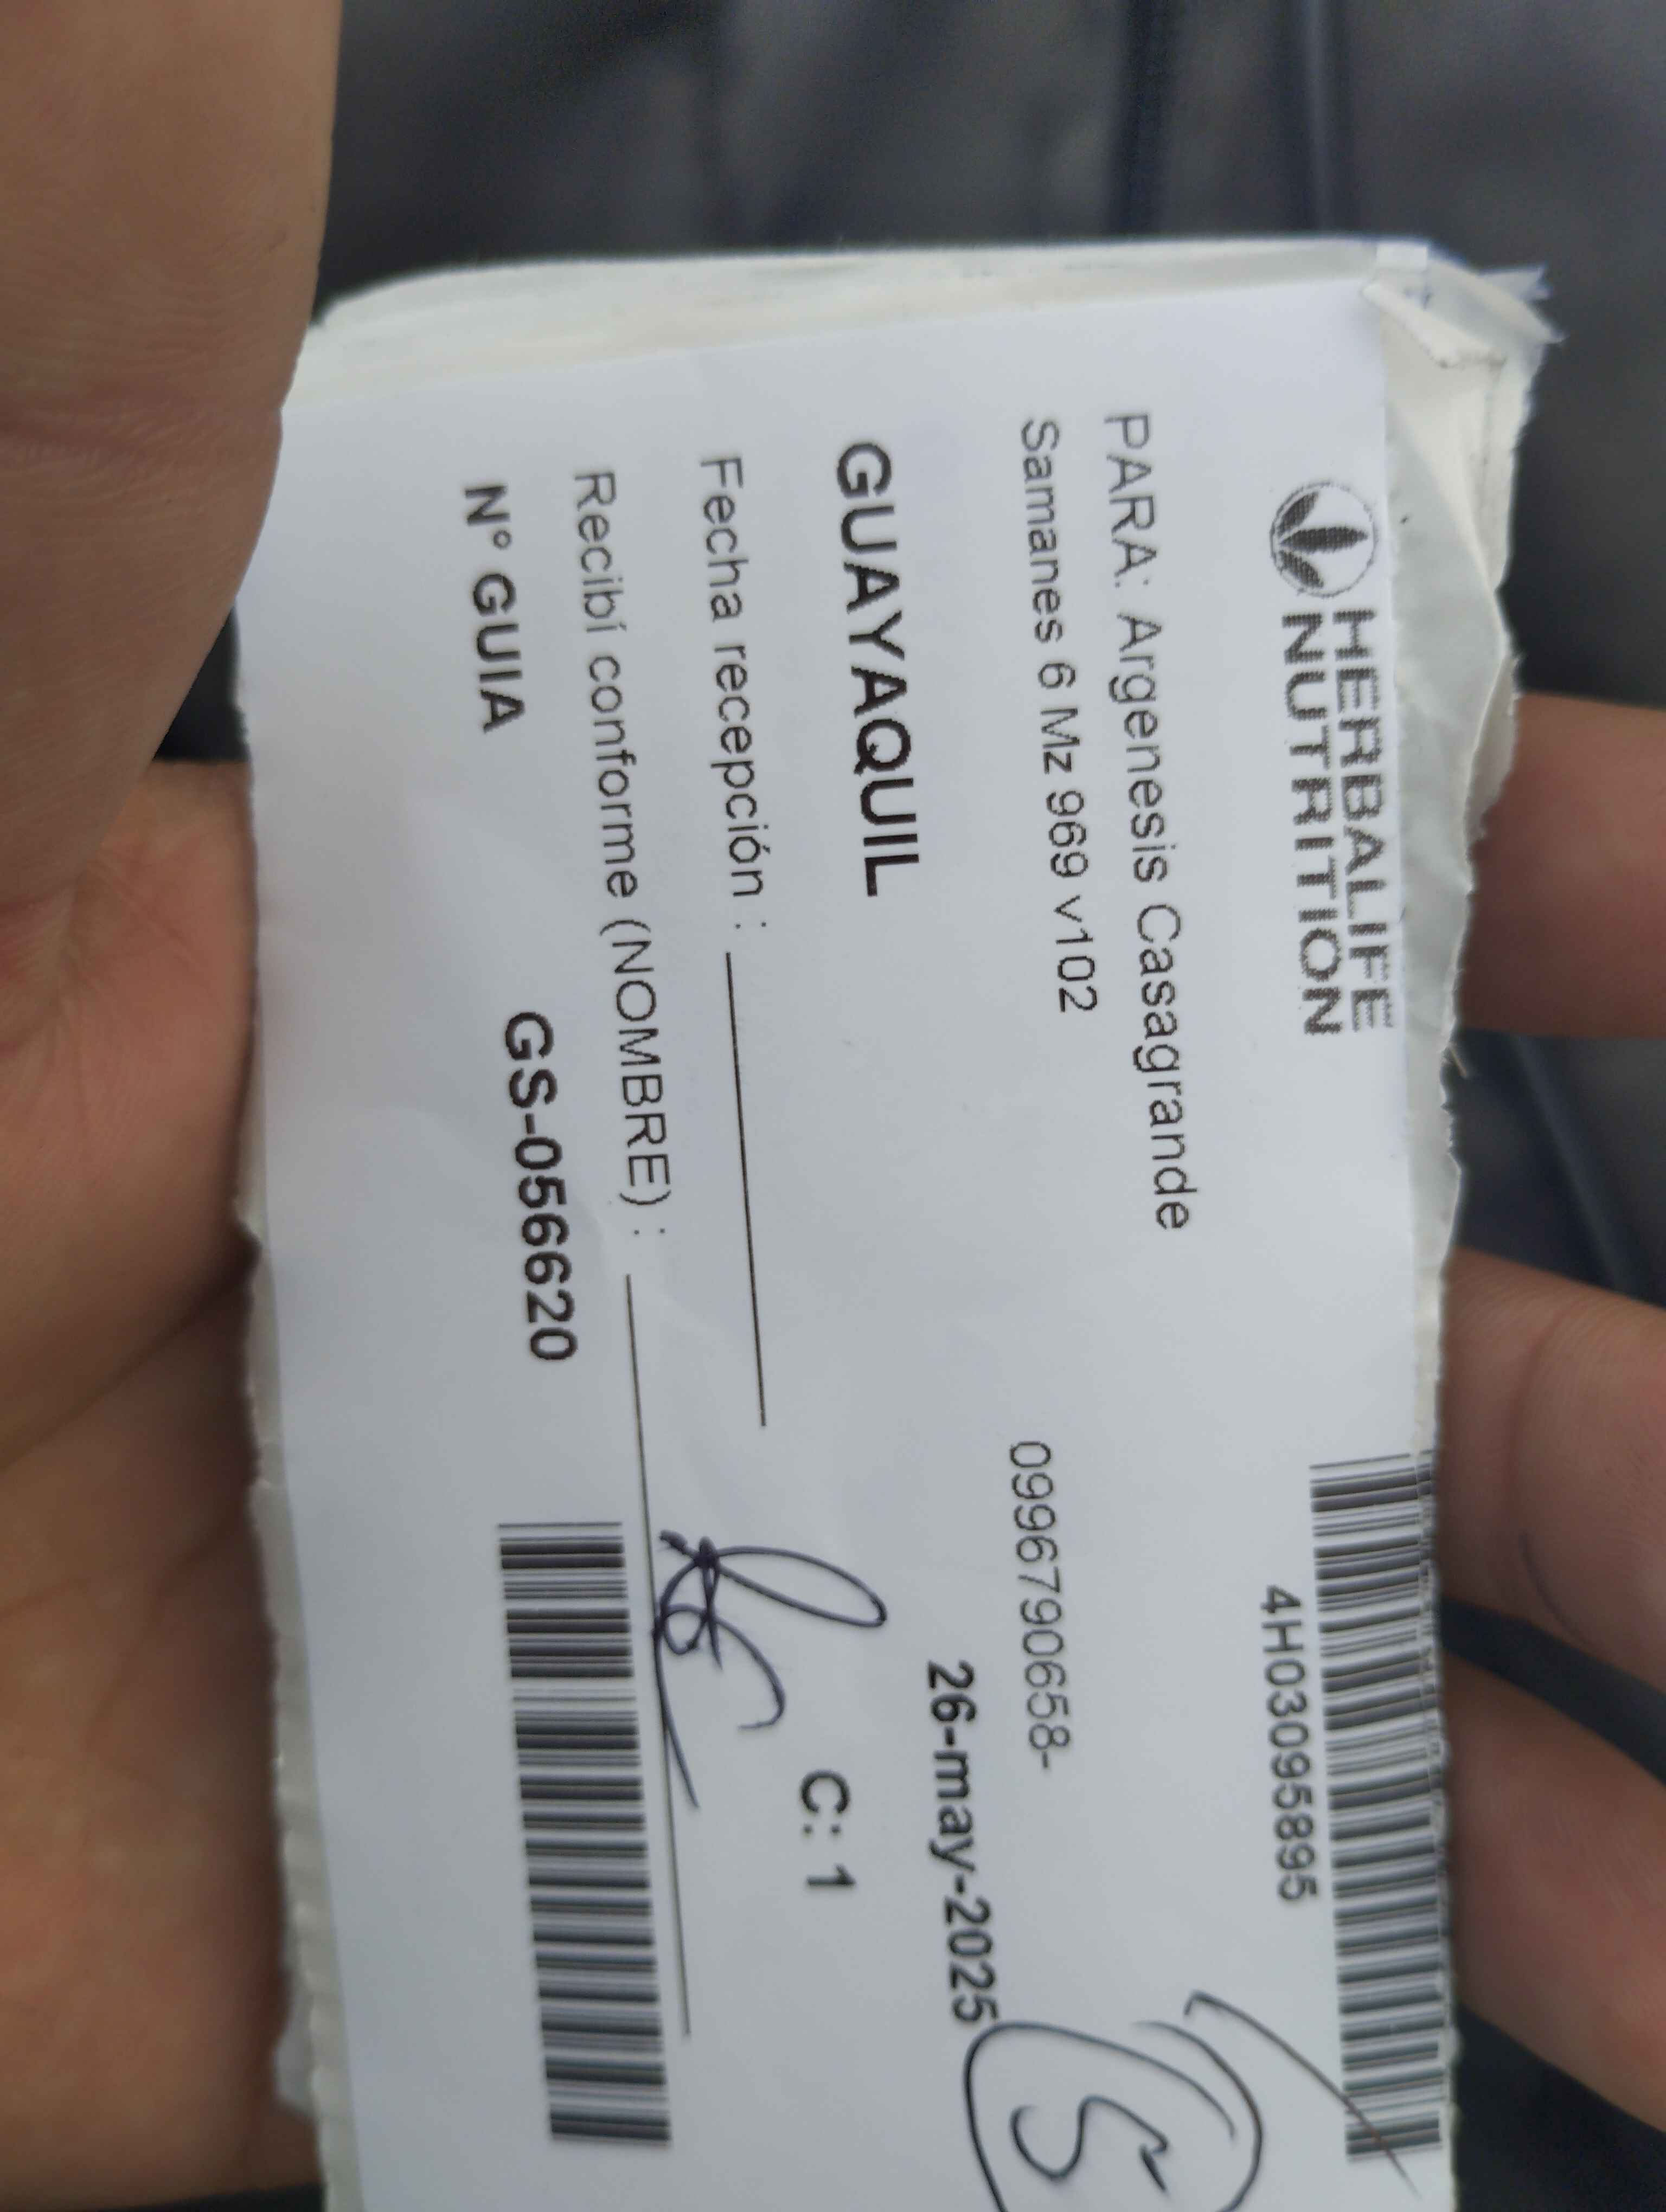 HERBALIFE
NUTRITION
4H03095895
PARA: Argenesis Casagrande
Samanes 6 Mz 969 v102
0996790658-
26-may-2025
5
GUAYAQUIL
C: 1
Fecha recepción :
Recibí conforme (NOMBRE) :
N° GUIA GS-056620